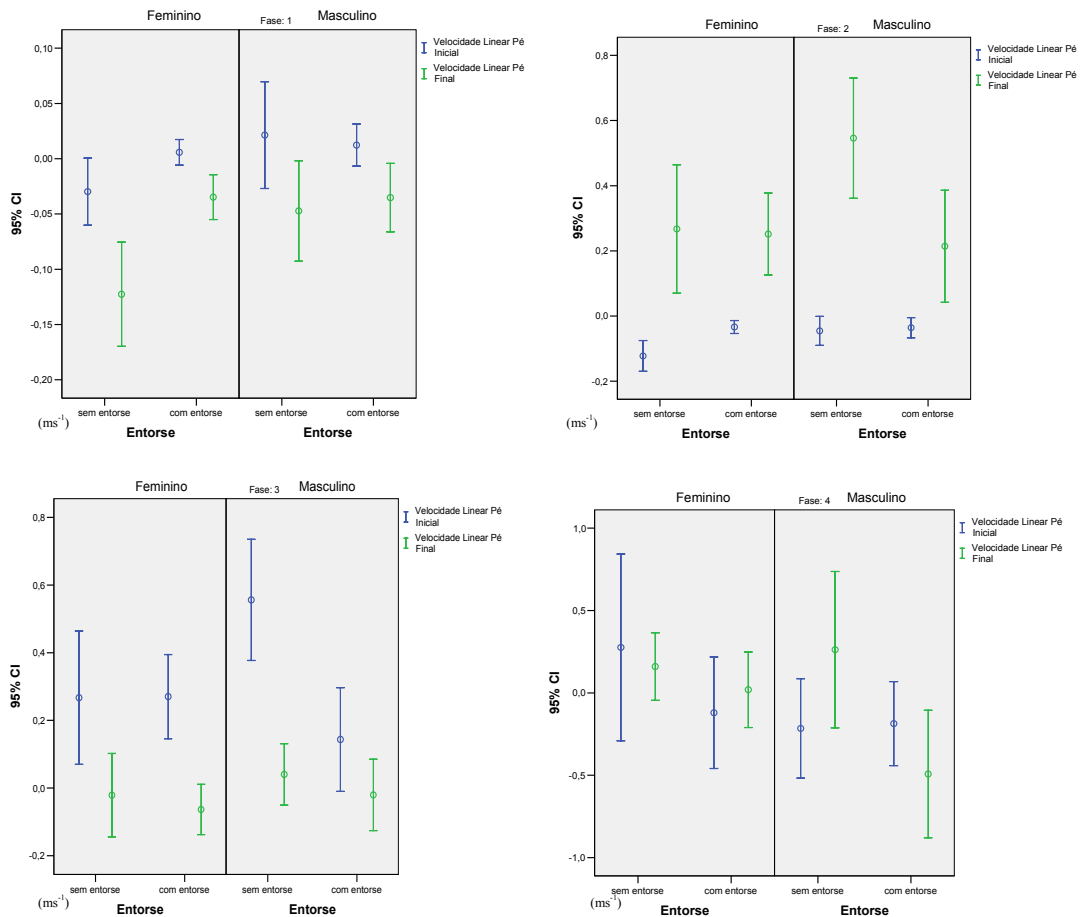 Feminino Fase: 1 Masculino
Velocidade Linear Pé
Inicial
Velocidade Linear Pé
Final
95% CI
0,10
0,05
0,00
-0,05
-0,10
-0,15
-0,20
sem entorse com entorse sem entorse com entorse
(ms⁻¹) Entorse Entorse
Feminino Fase: 2 Masculino
Velocidade Linear Pé
Inicial
Velocidade Linear Pé
Final
95% CI
0,8
0,6
0,4
0,2
0,0
-0,2
sem entorse com entorse sem entorse com entorse
(ms⁻¹) Entorse Entorse
Feminino Fase: 3 Masculino
Velocidade Linear Pé
Inicial
Velocidade Linear Pé
Final
95% CI
0,8
0,6
0,4
0,2
0,0
-0,2
sem entorse com entorse sem entorse com entorse
(ms⁻¹) Entorse Entorse
Feminino Fase: 4 Masculino
Velocidade Linear Pé
Inicial
Velocidade Linear Pé
Final
95% CI
1,0
0,5
0,0
-0,5
-1,0
sem entorse com entorse sem entorse com entorse
(ms⁻¹) Entorse Entorse